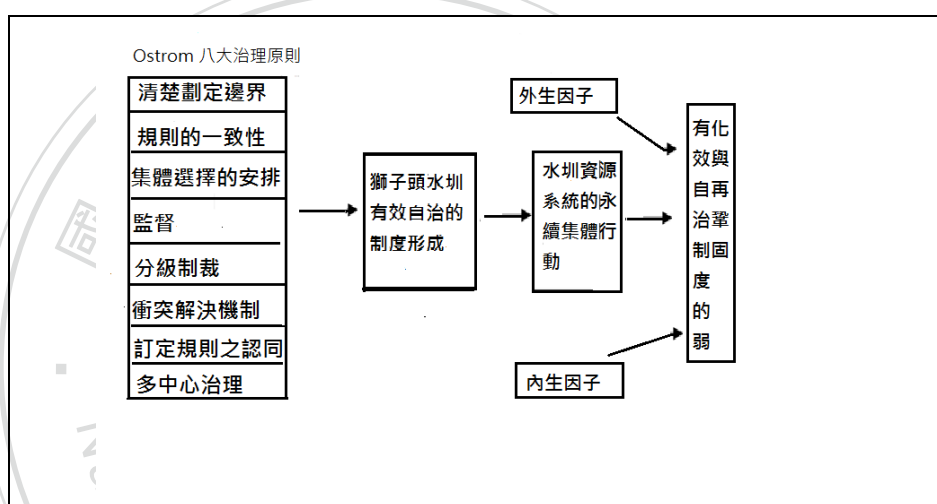 Ostrom 八大治理原則
清楚劃定邊界
規則的一致性
集體選擇的安排
監督
分級制裁
衝突解決機制
訂定規則之認同
多中心治理
獅子頭水圳
有效自治的
制度形成
外生因子
水圳資源
系統的永
續集體行
動
內生因子
有化
效與
自再
治鞏
制固
度
的
弱